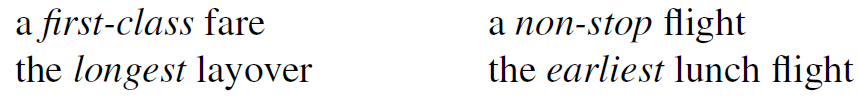 a first-class fare a non-stop flight
the longest layover the earliest lunch flight